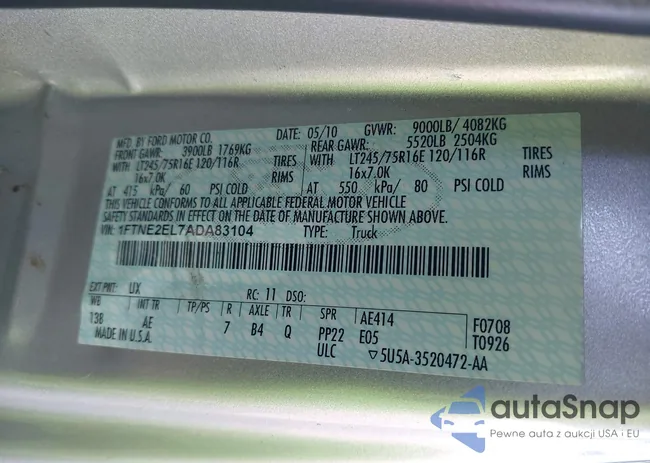 MFD. BY FORD MOTOR CO.
DATE: 05/10 GVWR: 9000LB/ 4082KG
FRONT GAWR: 3900LB 1769KG
REAR GAWR: 5520LB 2504KG
WITH LT245/75R16E 120/116R TIRES
WITH LT245/75R16E 120/116R TIRES
16x7.0K RIMS
16x7.0K RIMS
AT 415 kPa/ 60 PSI COLD
AT 550 kPa/ 80 PSI COLD
THIS VEHICLE CONFORMS TO ALL APPLICABLE FEDERAL MOTOR VEHICLE
SAFETY STANDARDS IN EFFECT ON THE DATE OF MANUFACTURE SHOWN ABOVE.
VIN: 1FTNE2EL7ADA83104 TYPE: Truck
EXT PNT: UX RC: 11 DSO:
WB INT TR TP/PS R AXLE TR SPR AE414 F0708
138 AE 7 B4 Q PP22 E05 T0926
MADE IN U.S.A. ULC ▽5U5A-3520472-AA
autaSnap
Pewne auta z aukcji USA i EU